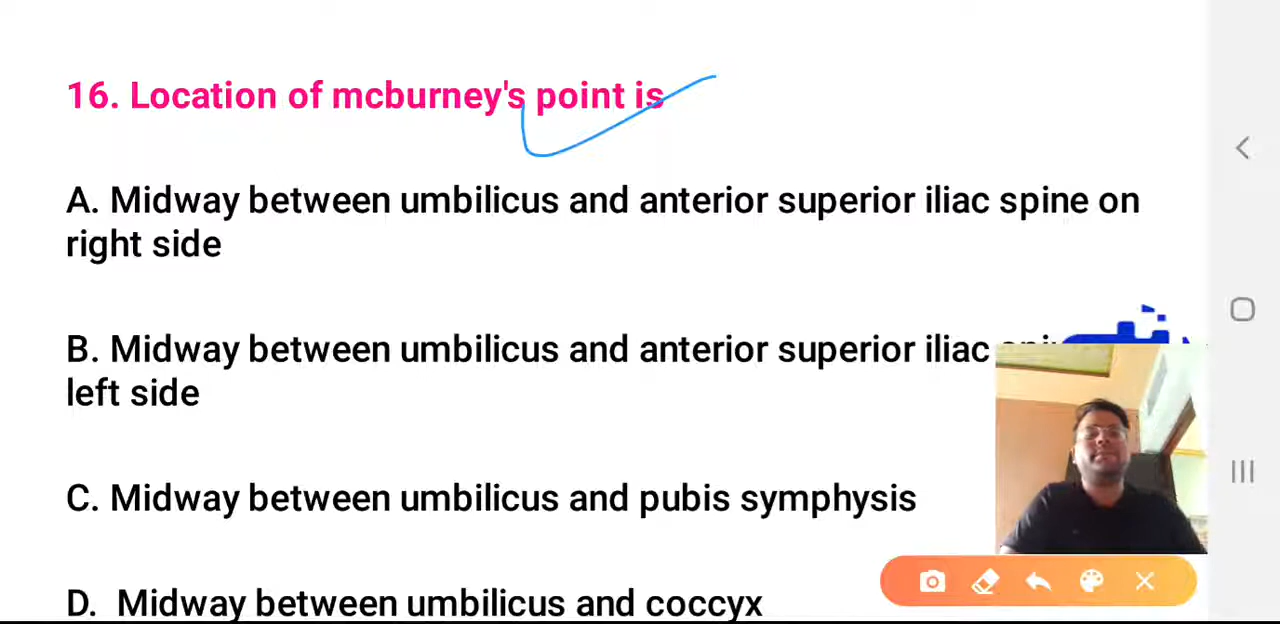 16. Location of mcburney's point is
A. Midway between umbilicus and anterior superior iliac spine on
right side
B. Midway between umbilicus and anterior superior iliac
left side
C. Midway between umbilicus and pubis symphysis
D. Midway between umbilicus and coccyx